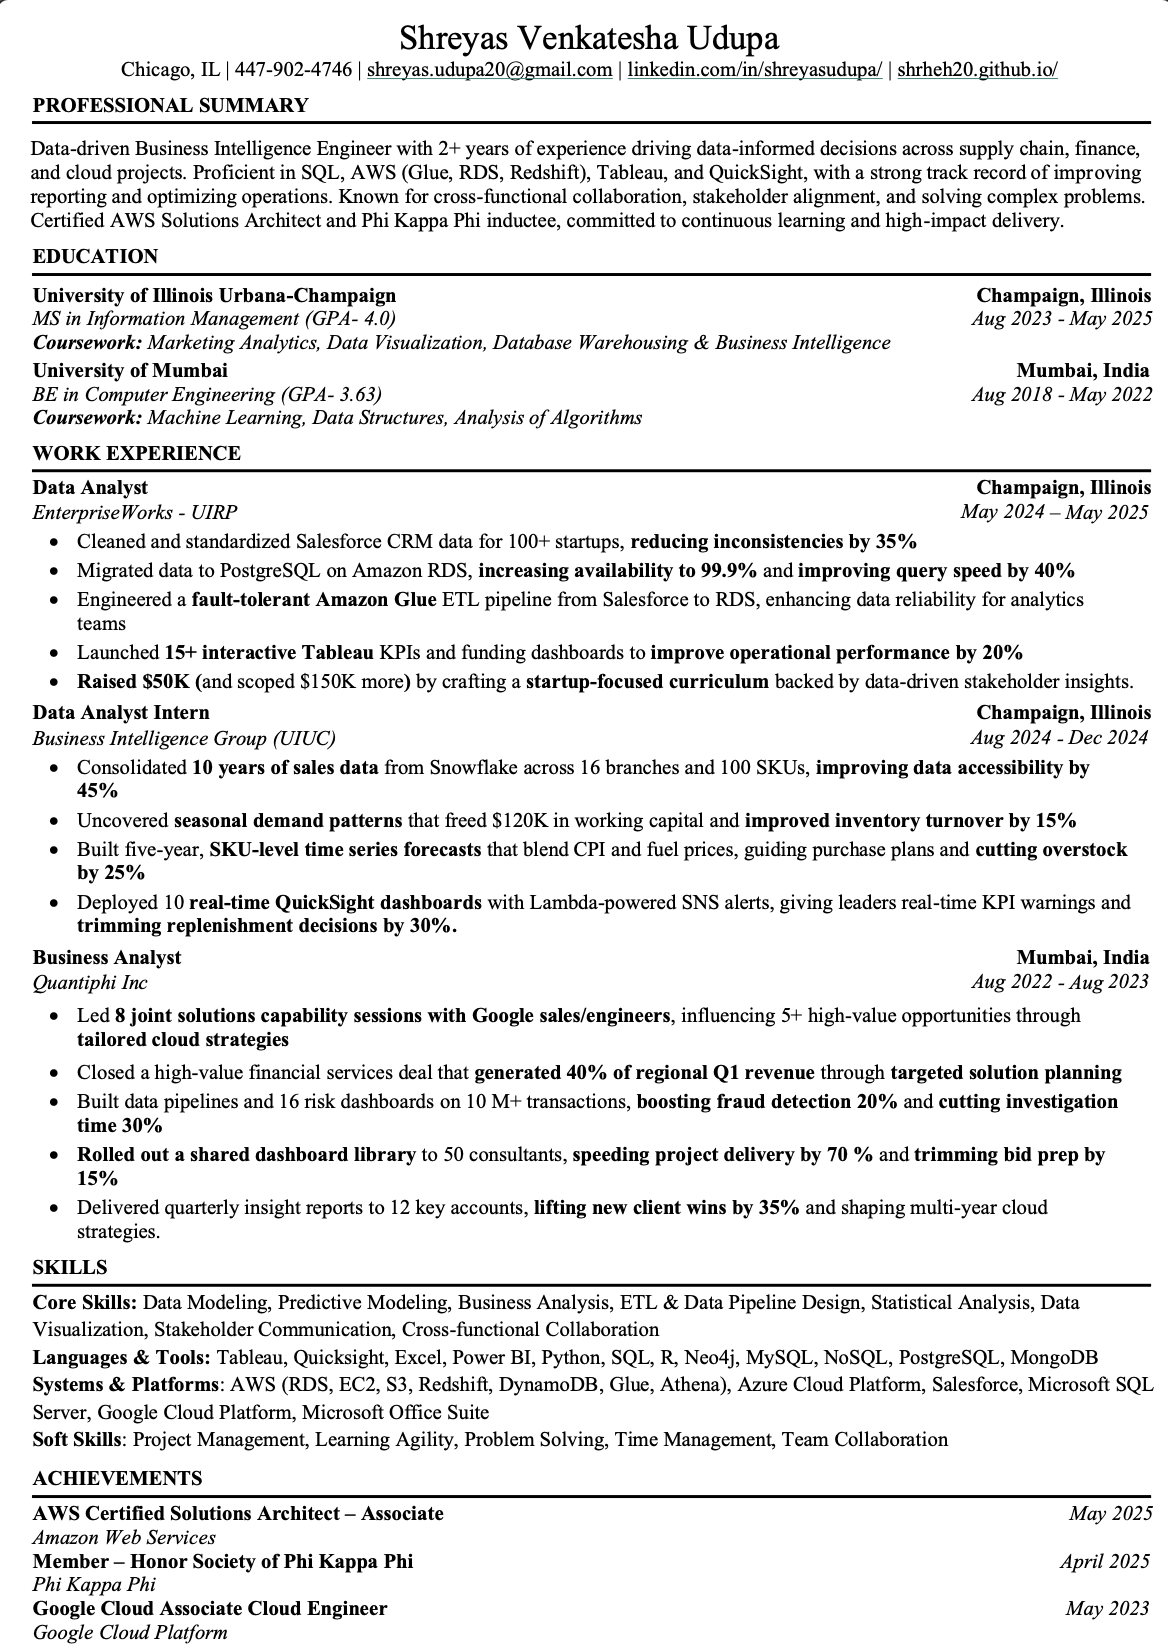 Shreyas Venkatesha Udupa
Chicago, IL | 447-902-4746 | shreyas.udupa20@gmail.com | linkedin.com/in/shreyasudupa/ | shrheh20.github.io/
PROFESSIONAL SUMMARY
Data-driven Business Intelligence Engineer with 2+ years of experience driving data-informed decisions across supply chain, finance,
and cloud projects. Proficient in SQL, AWS (Glue, RDS, Redshift), Tableau, and QuickSight, with a strong track record of improving
reporting and optimizing operations. Known for cross-functional collaboration, stakeholder alignment, and solving complex problems.
Certified AWS Solutions Architect and Phi Kappa Phi inductee, committed to continuous learning and high-impact delivery.
EDUCATION
University of Illinois Urbana-Champaign Champaign, Illinois
MS in Information Management (GPA- 4.0) Aug 2023 - May 2025
Coursework: Marketing Analytics, Data Visualization, Database Warehousing & Business Intelligence
University of Mumbai Mumbai, India
BE in Computer Engineering (GPA- 3.63) Aug 2018 - May 2022
Coursework: Machine Learning, Data Structures, Analysis of Algorithms
WORK EXPERIENCE
Data Analyst Champaign, Illinois
EnterpriseWorks - UIRP May 2024 – May 2025
• Cleaned and standardized Salesforce CRM data for 100+ startups, reducing inconsistencies by 35%
• Migrated data to PostgreSQL on Amazon RDS, increasing availability to 99.9% and improving query speed by 40%
• Engineered a fault-tolerant Amazon Glue ETL pipeline from Salesforce to RDS, enhancing data reliability for analytics
teams
• Launched 15+ interactive Tableau KPIs and funding dashboards to improve operational performance by 20%
• Raised $50K (and scoped $150K more) by crafting a startup-focused curriculum backed by data-driven stakeholder insights.
Data Analyst Intern Champaign, Illinois
Business Intelligence Group (UIUC) Aug 2024 - Dec 2024
• Consolidated 10 years of sales data from Snowflake across 16 branches and 100 SKUs, improving data accessibility by
45%
• Uncovered seasonal demand patterns that freed $120K in working capital and improved inventory turnover by 15%
• Built five-year, SKU-level time series forecasts that blend CPI and fuel prices, guiding purchase plans and cutting overstock
by 25%
• Deployed 10 real-time QuickSight dashboards with Lambda-powered SNS alerts, giving leaders real-time KPI warnings and
trimming replenishment decisions by 30%.
Business Analyst Mumbai, India
Quantiphi Inc Aug 2022 - Aug 2023
• Led 8 joint solutions capability sessions with Google sales/engineers, influencing 5+ high-value opportunities through
tailored cloud strategies
• Closed a high-value financial services deal that generated 40% of regional Q1 revenue through targeted solution planning
• Built data pipelines and 16 risk dashboards on 10 M+ transactions, boosting fraud detection 20% and cutting investigation
time 30%
• Rolled out a shared dashboard library to 50 consultants, speeding project delivery by 70 % and trimming bid prep by
15%
• Delivered quarterly insight reports to 12 key accounts, lifting new client wins by 35% and shaping multi-year cloud
strategies.
SKILLS
Core Skills: Data Modeling, Predictive Modeling, Business Analysis, ETL & Data Pipeline Design, Statistical Analysis, Data
Visualization, Stakeholder Communication, Cross-functional Collaboration
Languages & Tools: Tableau, Quicksight, Excel, Power BI, Python, SQL, R, Neo4j, MySQL, NoSQL, PostgreSQL, MongoDB
Systems & Platforms: AWS (RDS, EC2, S3, Redshift, DynamoDB, Glue, Athena), Azure Cloud Platform, Salesforce, Microsoft SQL
Server, Google Cloud Platform, Microsoft Office Suite
Soft Skills: Project Management, Learning Agility, Problem Solving, Time Management, Team Collaboration
ACHIEVEMENTS
AWS Certified Solutions Architect – Associate May 2025
Amazon Web Services
Member – Honor Society of Phi Kappa Phi April 2025
Phi Kappa Phi
Google Cloud Associate Cloud Engineer May 2023
Google Cloud Platform